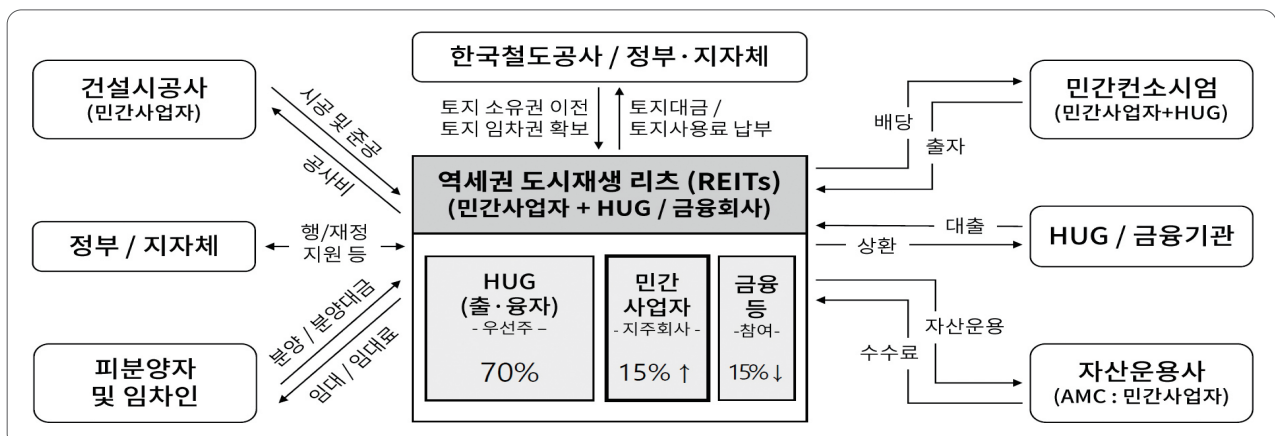 한국철도공사 / 정부·지자체
건설시공사
(민간사업자)
시공 및 준공
공사비
토지 소유권 이전
토지 임차권 확보
토지대금 /
토지사용료 납부
배당
출자
민간컨소시엄
(민간사업자+HUG)
역세권 도시재생 리츠 (REITs)
(민간사업자 + HUG / 금융회사)
정부 / 지자체
행/재정
지원 등
대출
상환
HUG / 금융기관
HUG
(출·융자)
- 우선주 –
70%
민간
사업자
- 지주회사 -
15% ↑
금융
등
-참여-
15%↓
분양 / 분양대금
임대 / 임대료
피분양자
및 임차인
자산운용
수수료
자산운용사
(AMC : 민간사업자)